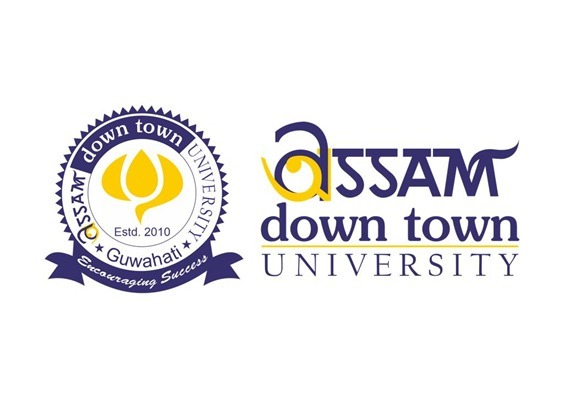 ASSAM down town UNIVERSITY
Estd. 2010
★ Guwahati ★
Encouraging Success
ASSAM
down town
UNIVERSITY